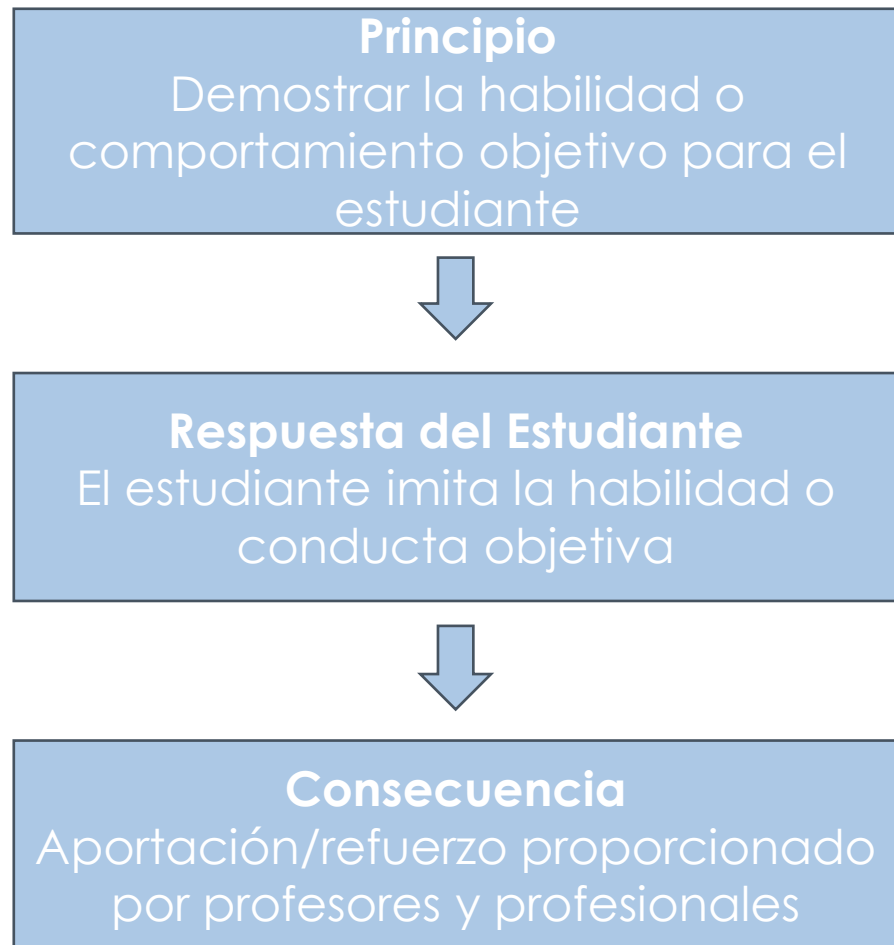 Principio
Demostrar la habilidad o
comportamiento objetivo para el
estudiante
Respuesta del Estudiante
El estudiante imita la habilidad o
conducta objetiva
Consecuencia
Aportación/refuerzo proporcionado
por profesores y profesionales